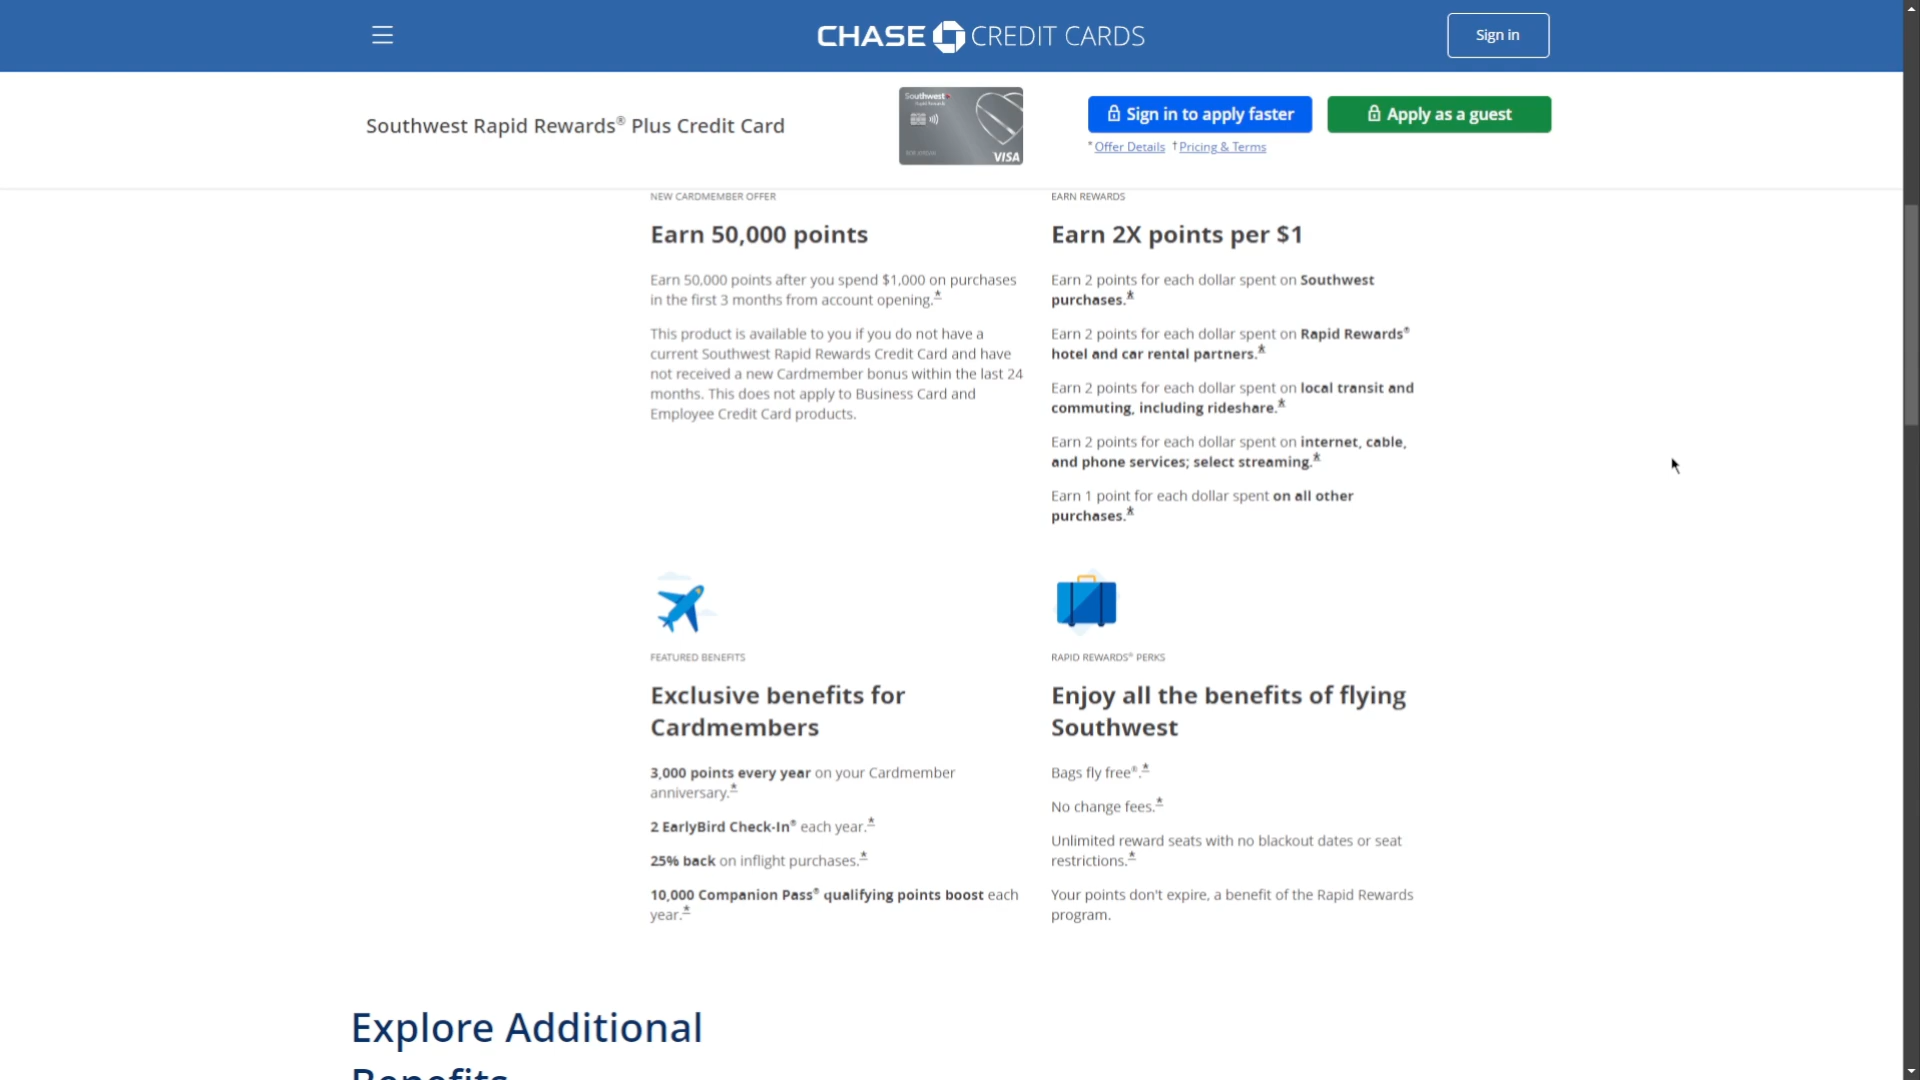 CHASE CREDIT CARDS
Sign in
Southwest Rapid Rewards® Plus Credit Card
Southwest
Rapid Rewards
VISA
Sign in to apply faster
Apply as a guest
*Offer Details †Pricing & Terms
NEW CARDMEMBER OFFER
Earn 50,000 points
Earn 50,000 points after you spend $1,000 on purchases
in the first 3 months from account opening.*
This product is available to you if you do not have a
current Southwest Rapid Rewards Credit Card and have
not received a new Cardmember bonus within the last 24
months. This does not apply to Business Card and
Employee Credit Card products.
EARN REWARDS
Earn 2X points per $1
Earn 2 points for each dollar spent on Southwest
purchases.*
Earn 2 points for each dollar spent on Rapid Rewards®
hotel and car rental partners.*
Earn 2 points for each dollar spent on local transit and
commuting, including rideshare.*
Earn 2 points for each dollar spent on internet, cable,
and phone services; select streaming.*
Earn 1 point for each dollar spent on all other
purchases.*
FEATURED BENEFITS
Exclusive benefits for
Cardmembers
3,000 points every year on your Cardmember
anniversary.*
2 EarlyBird Check-In® each year.*
25% back on inflight purchases.*
10,000 Companion Pass® qualifying points boost each
year.*
RAPID REWARDS® PERKS
Enjoy all the benefits of flying
Southwest
Bags fly free®.*
No change fees.*
Unlimited reward seats with no blackout dates or seat
restrictions.*
Your points don't expire, a benefit of the Rapid Rewards
program.
Explore Additional
Benefits